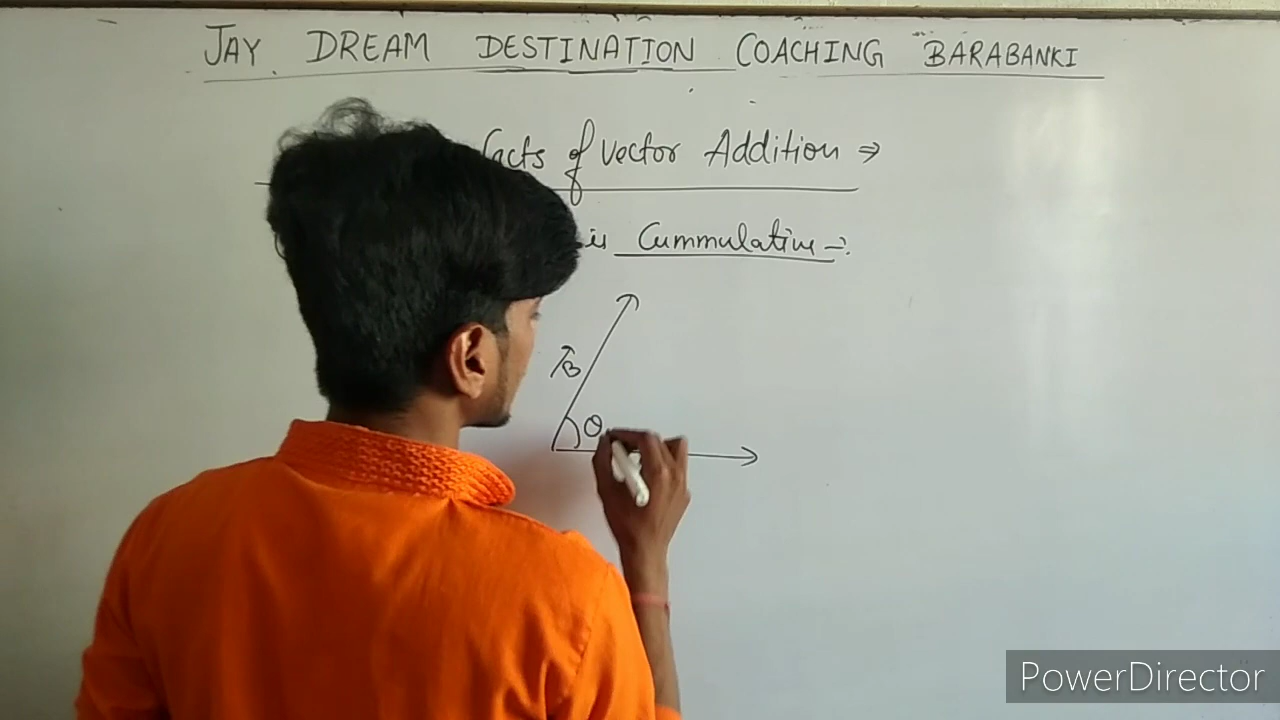 JAY. DREAM DESTINATION COACHING BARABANKI
facts of vector Addition ⇒
is Cummulative -:
B
θ
PowerDirector